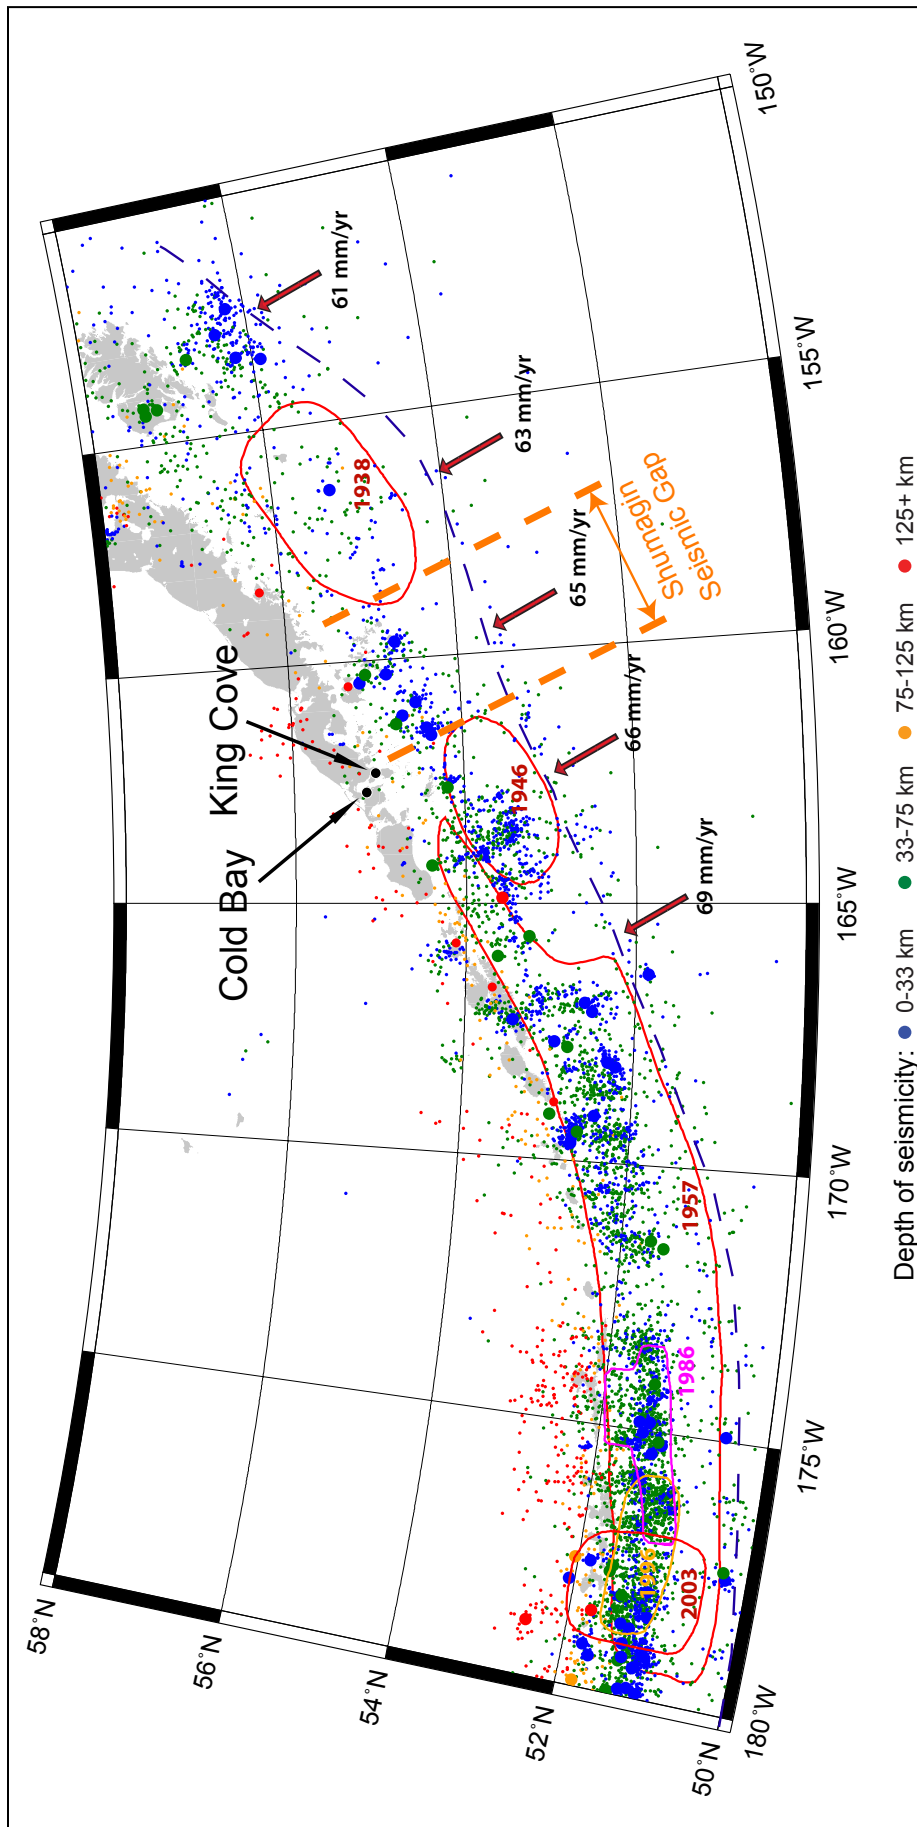 58˚N
56˚N
54˚N
52˚N
50˚N
180˚W
175˚W
170˚W
165˚W
160˚W
155˚W
150˚W
Cold Bay
King Cove
1938
1946
1957
1986
1996
2003
61 mm/yr
63 mm/yr
65 mm/yr
66 mm/yr
69 mm/yr
Shumagin
Seismic Gap
Depth of seismicity: 0-33 km 33-75 km 75-125 km 125+ km